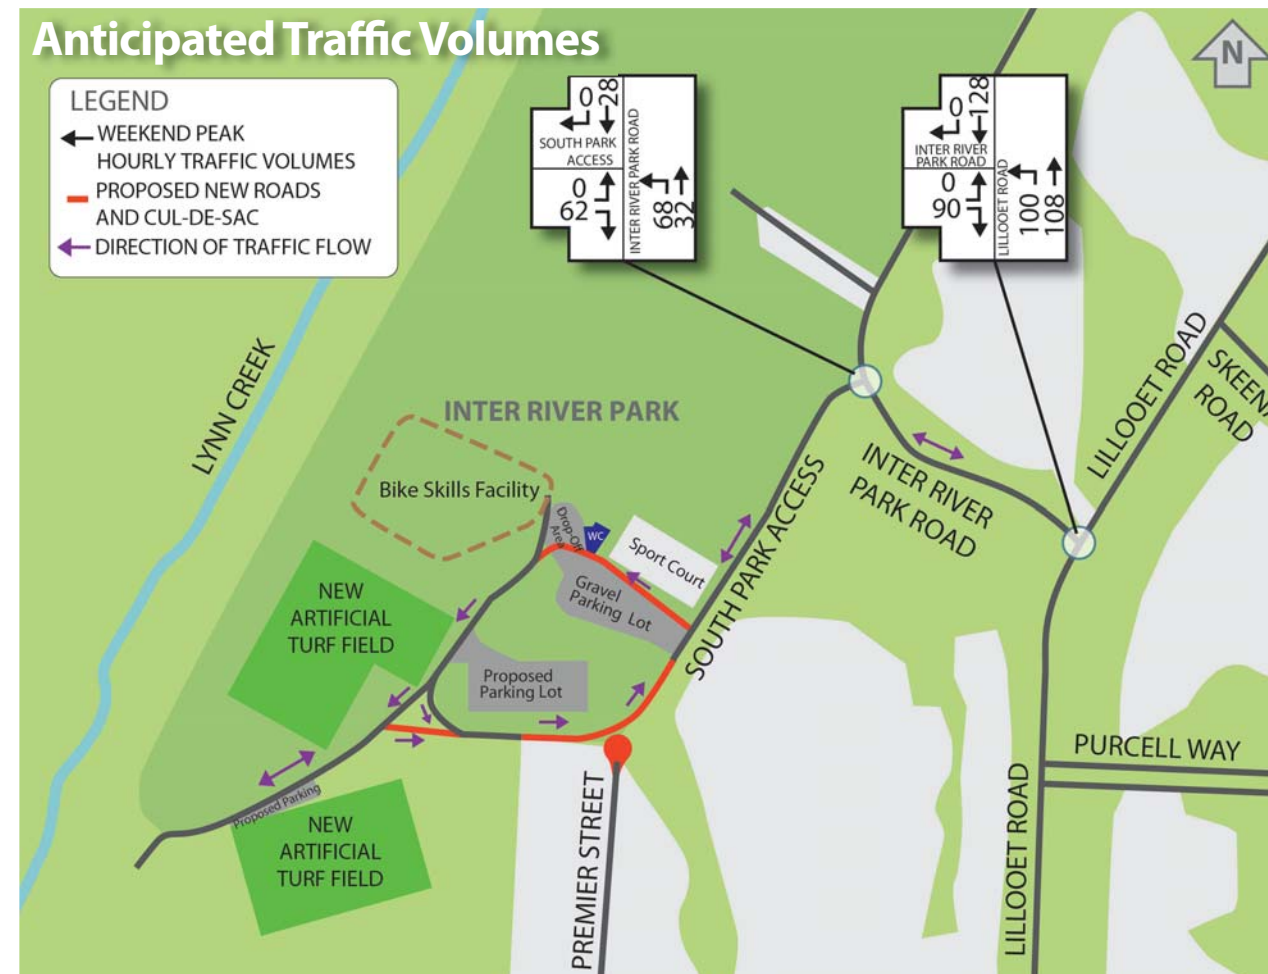 Anticipated Traffic Volumes
N
LEGEND
WEEKEND PEAK
HOURLY TRAFFIC VOLUMES
PROPOSED NEW ROADS
AND CUL-DE-SAC
DIRECTION OF TRAFFIC FLOW
0
28
SOUTH PARK
ACCESS
INTER RIVER PARK ROAD
0
62
68
32
0
128
INTER RIVER
PARK ROAD
LILLOOET ROAD
0
90
100
108
LYNN CREEK
INTER RIVER PARK
Bike Skills Facility
Drop-Off
Area
WC
Sport Court
Gravel
Parking Lot
SOUTH PARK ACCESS
INTER RIVER
PARK ROAD
LILLOOET ROAD
SKEENA
ROAD
NEW
ARTIFICIAL
TURF FIELD
Proposed
Parking Lot
Proposed Parking
NEW
ARTIFICIAL
TURF FIELD
PREMIER STREET
LILLOOET ROAD
PURCELL WAY